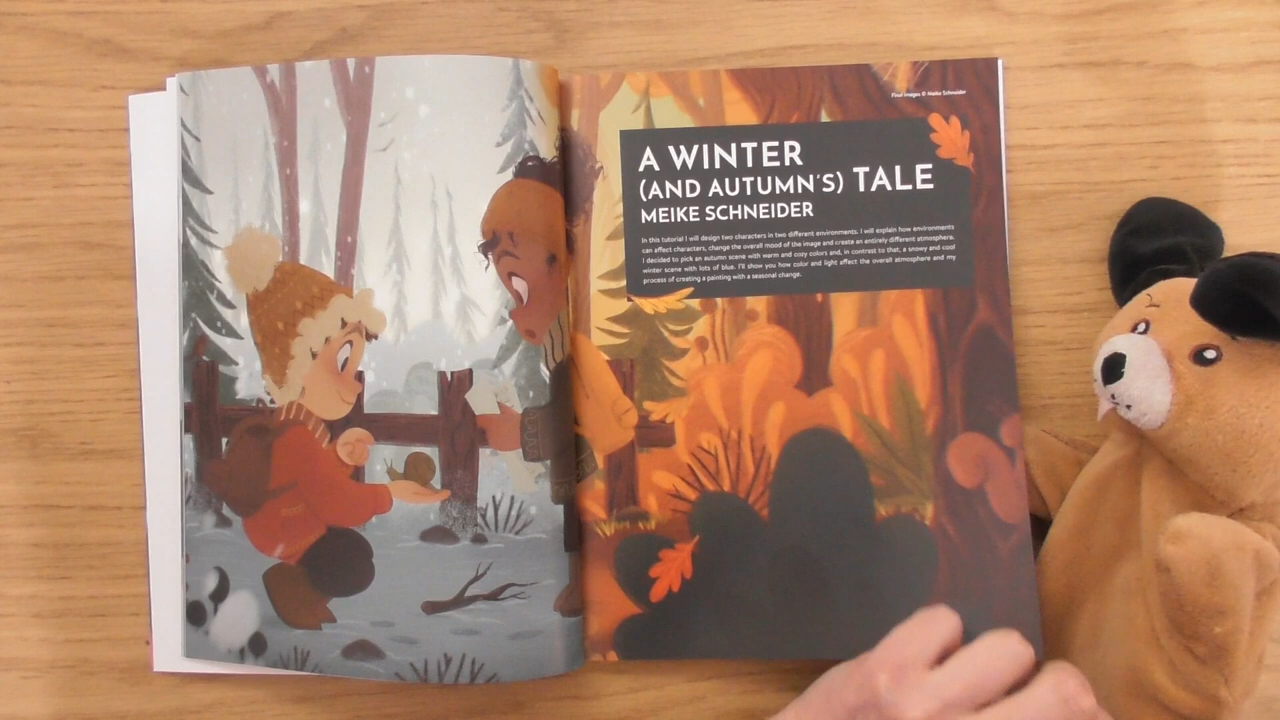 Final images © Meike Schneider
A WINTER
(AND AUTUMN'S) TALE
MEIKE SCHNEIDER
In this tutorial I will design two characters in two different environments. I will explain how environments
can affect characters, change the overall mood of the image and create an entirely different atmosphere.
I decided to pick an autumn scene with warm and cozy colors and, in contrast to that, a snowy and cool
winter scene with lots of blue. I'll show you how color and light effect the overall atmosphere and my
process of creating a painting with a seasonal change.